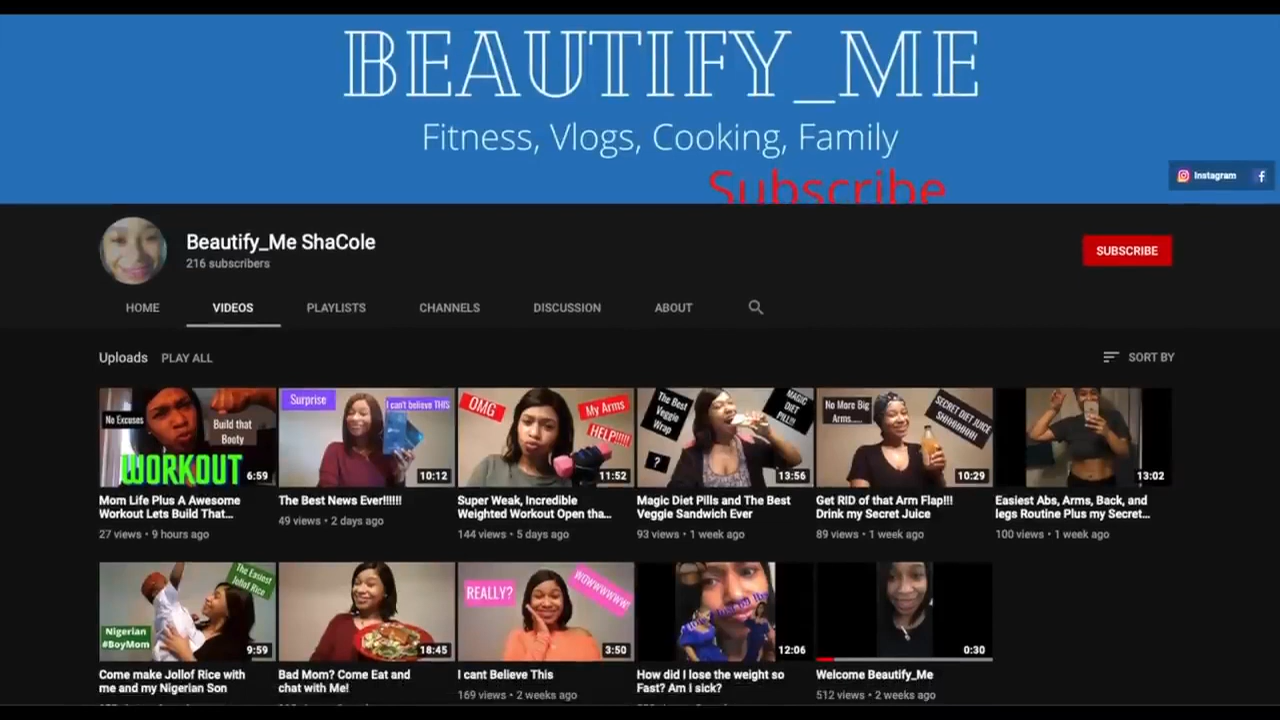 BEAUTIFY_ME
Fitness, Vlogs, Cooking, Family
Subscribe
Instagram
Beautify_Me ShaCole
216 subscribers
SUBSCRIBE
HOME VIDEOS PLAYLISTS CHANNELS DISCUSSION ABOUT
Uploads PLAY ALL SORT BY
No Excuses
Build that
Booty
WORKOUT
6:59
Surprise
I can't believe THIS
10:12
OMG
My Arms
HELP!!!!!
11:52
The Best
Veggie
Wrap
?
MAGIC
DIET
PILL!!
13:56
No More Big
Arms.....
SECRET DIET JUICE
SHHHHHHHH
10:29
13:02
Mom Life Plus A Awesome
Workout Lets Build That...
27 views • 9 hours ago
The Best News Ever!!!!!!
49 views • 2 days ago
Super Weak, Incredible
Weighted Workout Open tha...
144 views • 5 days ago
Magic Diet Pills and The Best
Veggie Sandwich Ever
93 views • 1 week ago
Get RID of that Arm Flap!!!
Drink my Secret Juice
89 views • 1 week ago
Easiest Abs, Arms, Back, and
legs Routine Plus my Secret...
100 views • 1 week ago
The Easiest
Jollof Rice
Nigerian
#BoyMom
9:59
18:45
REALLY?
WOWWWWWW!
3:50
12:06
0:30
Come make Jollof Rice with
me and my Nigerian Son
Bad Mom? Come Eat and
chat with Me!
I cant Believe This
169 views • 2 weeks ago
How did I lose the weight so
Fast? Am i sick?
Welcome Beautify_Me
512 views • 2 weeks ago